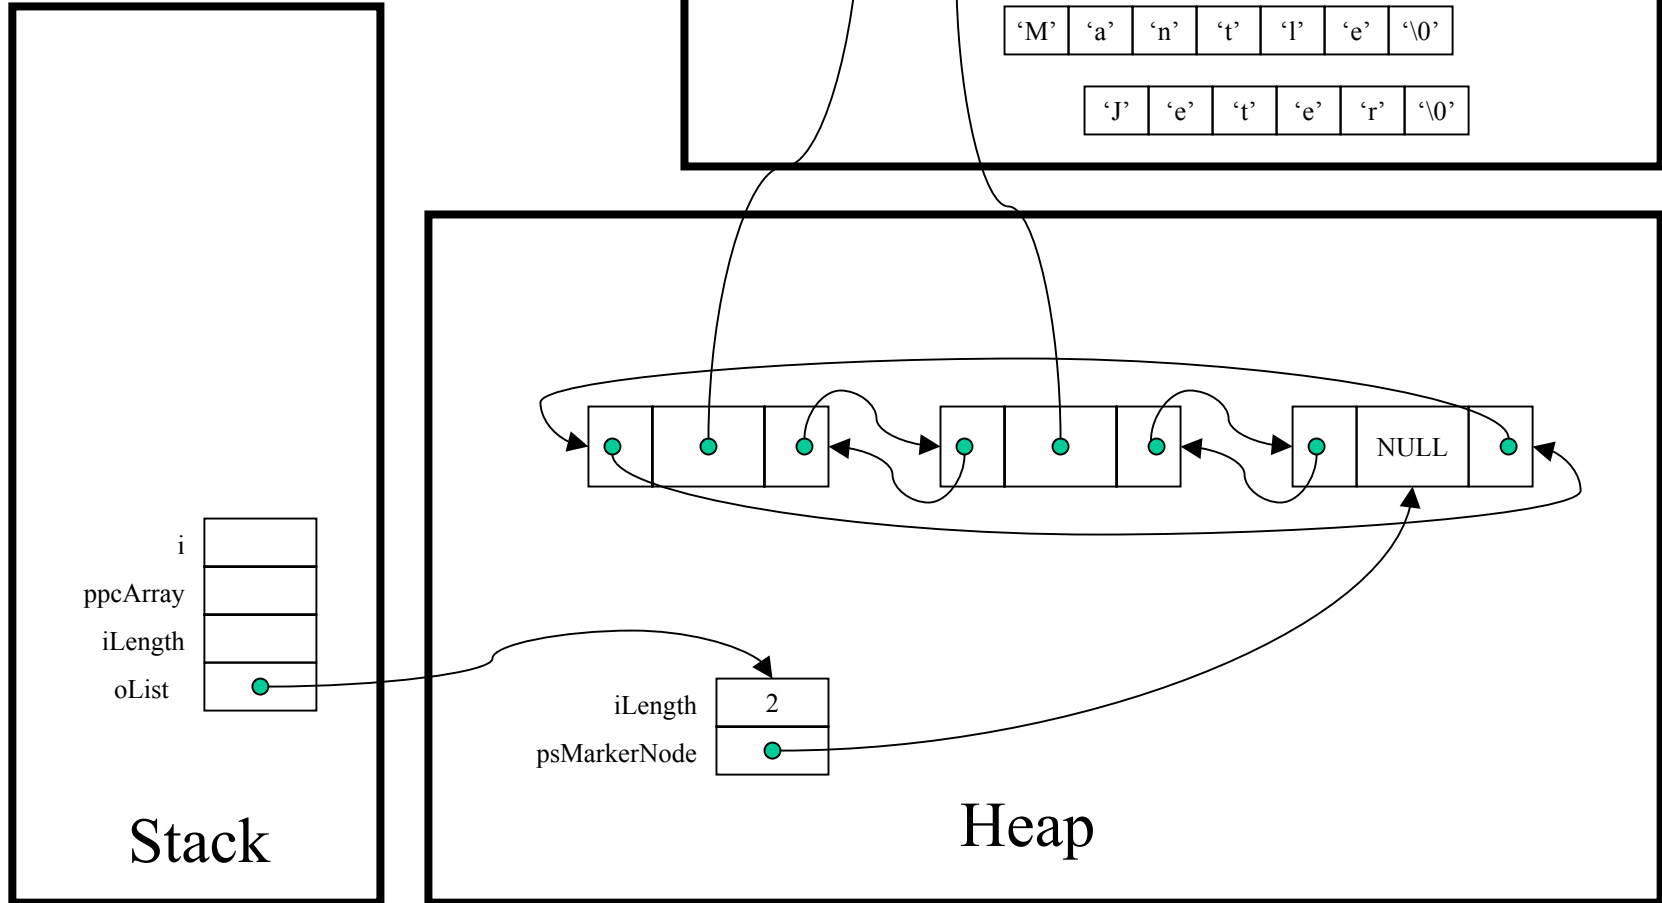 ‘M’ ‘a’ ‘n’ ‘t’ ‘l’ ‘e’ ‘\0’
‘J’ ‘e’ ‘t’ ‘e’ ‘r’ ‘\0’
NULL
i
ppcArray
iLength
oList
iLength 2
psMarkerNode
Stack
Heap